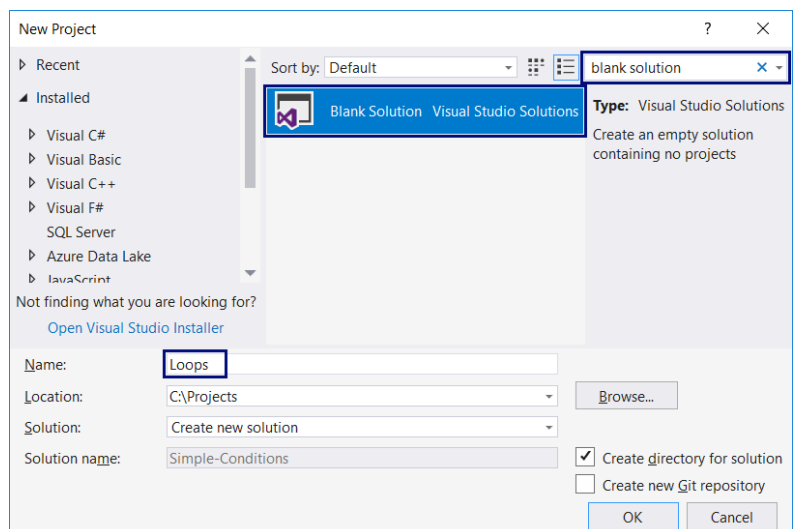 New Project ?
Recent
Installed
Visual C#
Visual Basic
Visual C++
Visual F#
SQL Server
Azure Data Lake
JavaScript
Not finding what you are looking for?
Open Visual Studio Installer
Sort by: Default
Blank Solution Visual Studio Solutions
blank solution
Type: Visual Studio Solutions
Create an empty solution
containing no projects
Name: Loops
Location: C:\Projects
Browse...
Solution: Create new solution
Solution name: Simple-Conditions
Create directory for solution
Create new Git repository
OK Cancel